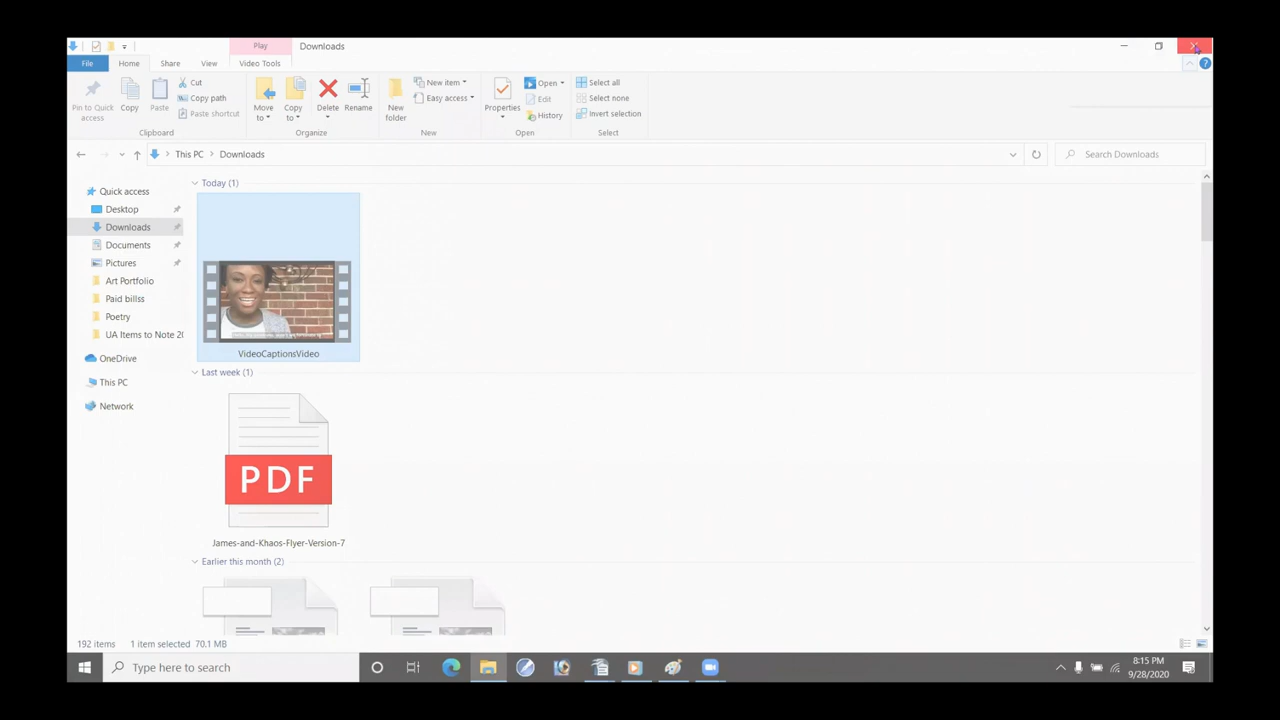 Play Downloads
File Home Share View Video Tools
Pin to Quick access
Copy
Paste
Cut
Copy path
Paste shortcut
Clipboard
Move to
Copy to
Delete
Rename
Organize
New folder
New item
Easy access
New
Properties
Open
Edit
History
Open
Select all
Select none
Invert selection
Select
This PC Downloads
Search Downloads
Quick access
Desktop
Downloads
Documents
Pictures
Art Portfolio
Paid billss
Poetry
UA Items to Note 20
OneDrive
This PC
Network
Today (1)
VideoCaptionsVideo
Last week (1)
PDF
James-and-Khaos-Flyer-Version-7
Earlier this month (2)
192 items 1 item selected 70.1 MB
Type here to search
8:15 PM
9/28/2020